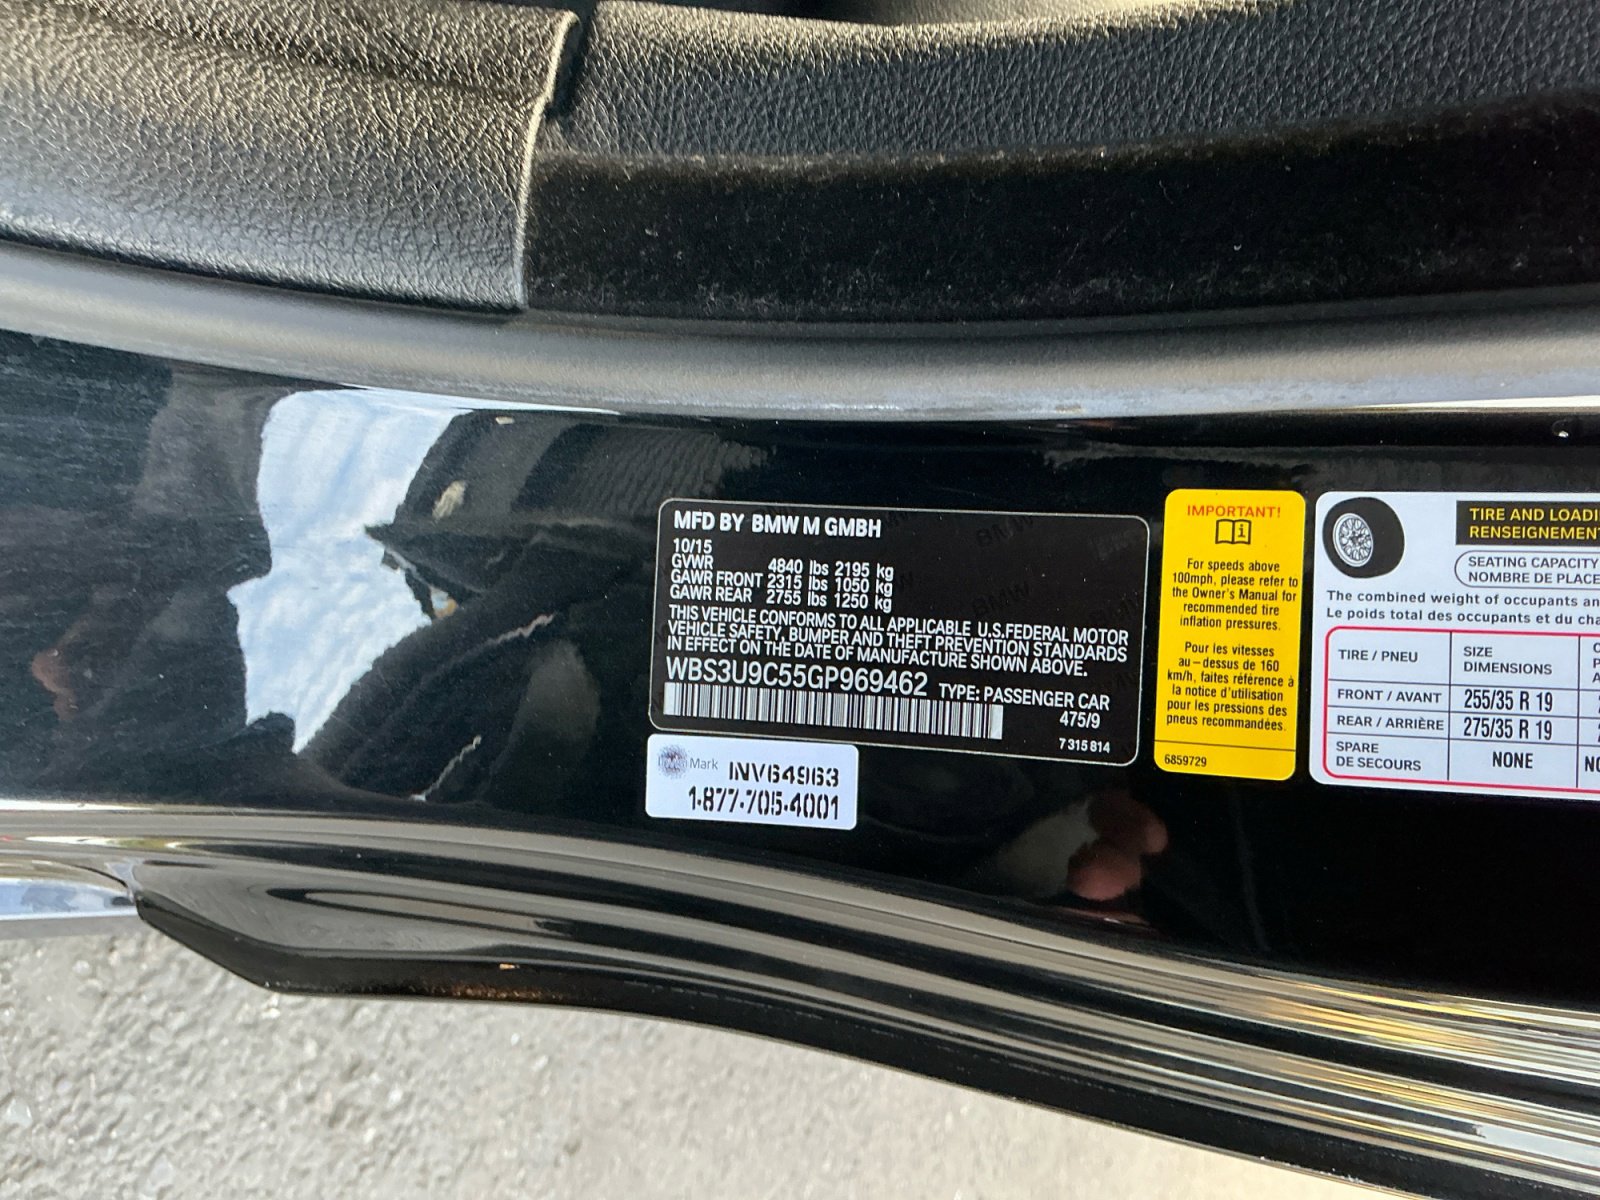 MFD BY BMW M GMBH
10/15
GVWR 4840 lbs 2195 kg
GAWR FRONT 2315 lbs 1050 kg
GAWR REAR 2755 lbs 1250 kg
THIS VEHICLE CONFORMS TO ALL APPLICABLE U.S.FEDERAL MOTOR
VEHICLE SAFETY, BUMPER AND THEFT PREVENTION STANDARDS
IN EFFECT ON THE DATE OF MANUFACTURE SHOWN ABOVE.
WBS3U9C55GP969462 TYPE: PASSENGER CAR
475/9
7 315 814
Mark INV64963
1-877-705-4001
IMPORTANT!
i
For speeds above
100mph, please refer to
the Owner's Manual for
recommended tire
inflation pressures.
Pour les vitesses
au-dessus de 160
km/h, faites référence à
la notice d'utilisation
pour les pressions des
pneus recommandées.
6859729
TIRE AND LOADI
RENSEIGNEMENT
SEATING CAPACITY
NOMBRE DE PLACE
The combined weight of occupants an
Le poids total des occupants et du cha
TIRE / PNEU SIZE
DIMENSIONS
FRONT / AVANT 255/35 R 19
REAR / ARRIÈRE 275/35 R 19
SPARE
DE SECOURS NONE